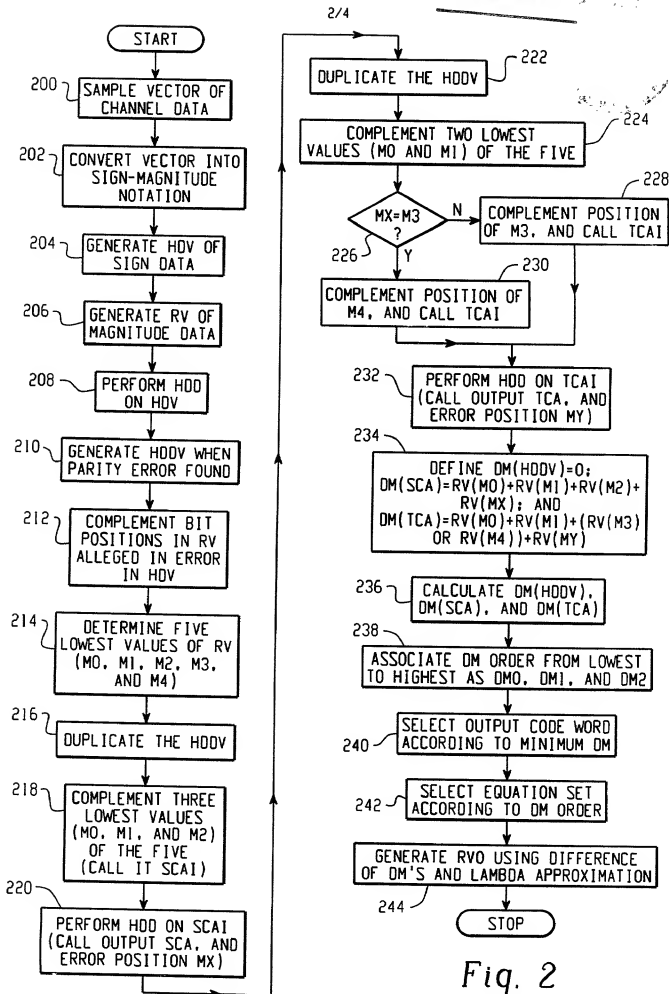 2/4
START
200
SAMPLE VECTOR OF
CHANNEL DATA
202
CONVERT VECTOR INTO
SIGN-MAGNITUDE
NOTATION
204
GENERATE HDV OF
SIGN DATA
206
GENERATE RV OF
MAGNITUDE DATA
208
PERFORM HDD
ON HDV
210
GENERATE HDDV WHEN
PARITY ERROR FOUND
212
COMPLEMENT BIT
POSITIONS IN RV
ALLEGED IN ERROR
IN HDV
214
DETERMINE FIVE
LOWEST VALUES OF RV
(M0, M1, M2, M3,
AND M4)
216
DUPLICATE THE HDDV
218
COMPLEMENT THREE
LOWEST VALUES
(M0, M1, AND M2)
OF THE FIVE
(CALL IT SCAI)
220
PERFORM HDD ON SCAI
(CALL OUTPUT SCA, AND
ERROR POSITION MX)
222
DUPLICATE THE HDDV
224
COMPLEMENT TWO LOWEST
VALUES (M0 AND M1) OF THE FIVE
226
MX=M3
?
N
Y
228
COMPLEMENT POSITION
OF M3, AND CALL TCAI
230
COMPLEMENT POSITION OF
M4, AND CALL TCAI
232
PERFORM HDD ON TCAI
(CALL OUTPUT TCA, AND
ERROR POSITION MY)
234
DEFINE DM(HDDV)=0;
DM(SCA)=RV(M0)+RV(M1)+RV(M2)+
RV(MX); AND
DM(TCA)=RV(M0)+RV(M1)+(RV(M3)
OR RV(M4))+RV(MY)
236
CALCULATE DM(HDDV),
DM(SCA), AND DM(TCA)
238
ASSOCIATE DM ORDER FROM LOWEST
TO HIGHEST AS DM0, DM1, AND DM2
240
SELECT OUTPUT CODE WORD
ACCORDING TO MINIMUM DM
242
SELECT EQUATION SET
ACCORDING TO DM ORDER
244
GENERATE RVO USING DIFFERENCE
OF DM'S AND LAMBDA APPROXIMATION
STOP
Fig. 2